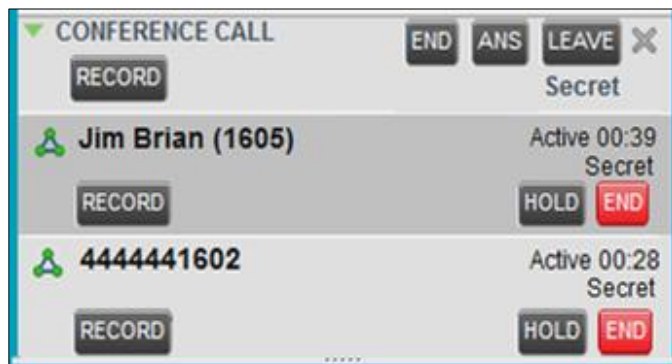 CONFERENCE CALL END ANS LEAVE
RECORD Secret
Jim Brian (1605) Active 00:39
Secret
RECORD HOLD END
4444441602 Active 00:28
Secret
RECORD HOLD END